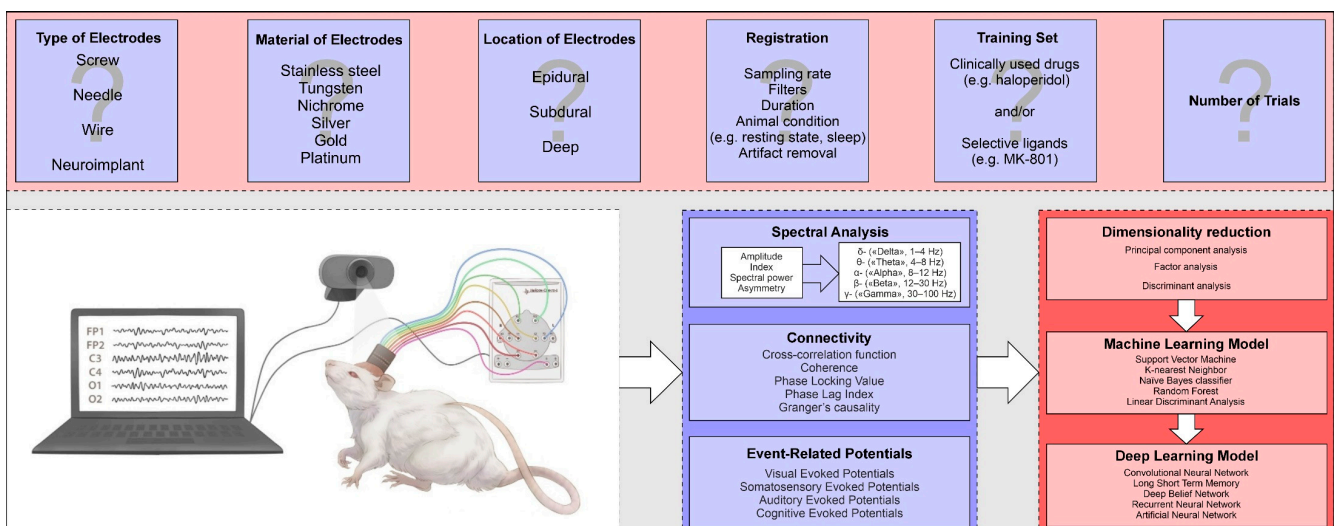 Type of Electrodes
Screw
Needle
Wire
Neuroimplant
Material of Electrodes
Stainless steel
Tungsten
Nichrome
Silver
Gold
Platinum
Location of Electrodes
Epidural
Subdural
Deep
Registration
Sampling rate
Filters
Duration
Animal condition
(e.g. resting state, sleep)
Artifact removal
Training Set
Clinically used drugs
(e.g. haloperidol)
and/or
Selective ligands
(e.g. MK-801)
Number of Trials
?
?
?
?
?
?
FP1
FP2
C3
C4
O1
O2
Spectral Analysis
Amplitude
Index
Spectral power
Asymmetry
δ- («Delta», 1–4 Hz)
θ- («Theta», 4–8 Hz)
α- («Alpha», 8–12 Hz)
β- («Beta», 12–30 Hz)
γ- («Gamma», 30–100 Hz)
Connectivity
Cross-correlation function
Coherence
Phase Locking Value
Phase Lag Index
Granger's causality
Event-Related Potentials
Visual Evoked Potentials
Somatosensory Evoked Potentials
Auditory Evoked Potentials
Cognitive Evoked Potentials
Dimensionality reduction
Principal component analysis
Factor analysis
Discriminant analysis
Machine Learning Model
Support Vector Machine
K-nearest Neighbor
Naïve Bayes classifier
Random Forest
Linear Discriminant Analysis
Deep Learning Model
Convolutional Neural Network
Long Short Term Memory
Deep Belief Network
Recurrent Neural Network
Artificial Neural Network